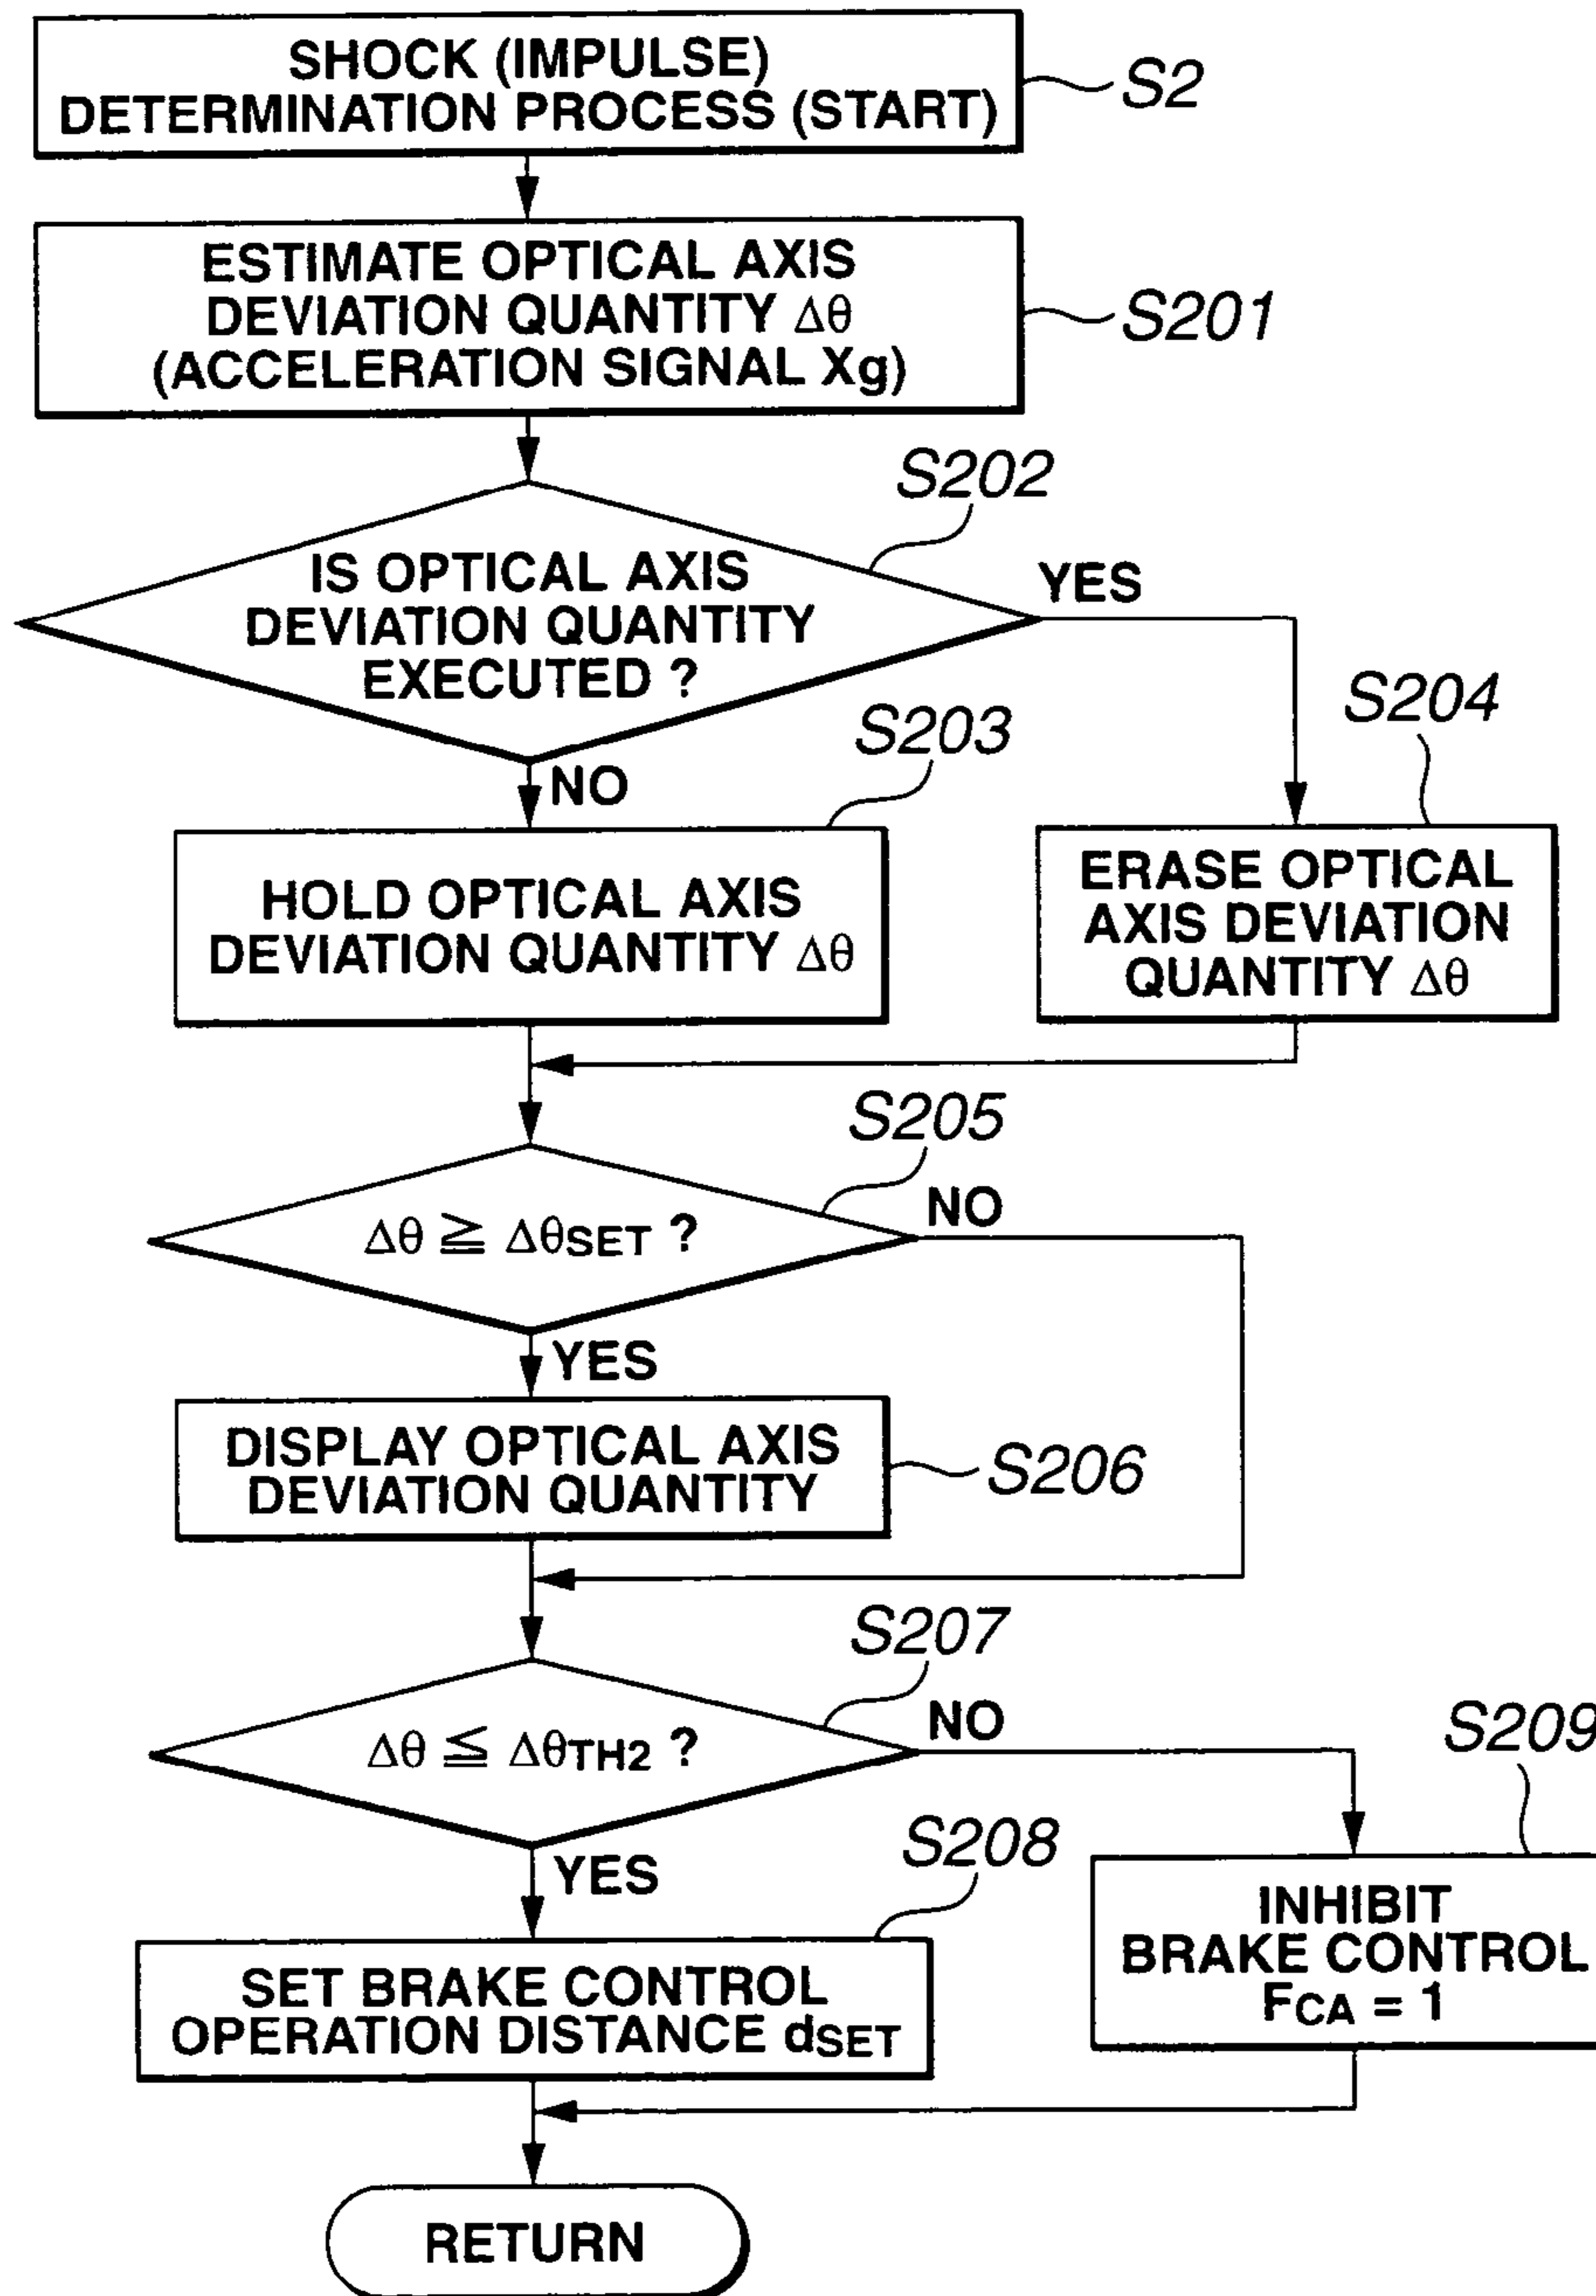 SHOCK (IMPULSE)
DETERMINATION PROCESS (START)
S2
ESTIMATE OPTICAL AXIS
DEVIATION QUANTITY Δθ
(ACCELERATION SIGNAL Xg)
S201
S202
IS OPTICAL AXIS
DEVIATION QUANTITY
EXECUTED ?
YES
NO
S203
HOLD OPTICAL AXIS
DEVIATION QUANTITY Δθ
S204
ERASE OPTICAL
AXIS DEVIATION
QUANTITY Δθ
S205
Δθ ≧ ΔθSET ?
NO
YES
DISPLAY OPTICAL AXIS
DEVIATION QUANTITY
S206
S207
Δθ ≦ ΔθTH2 ?
NO
YES
S208
SET BRAKE CONTROL
OPERATION DISTANCE dSET
S209
INHIBIT
BRAKE CONTROL
FCA = 1
RETURN